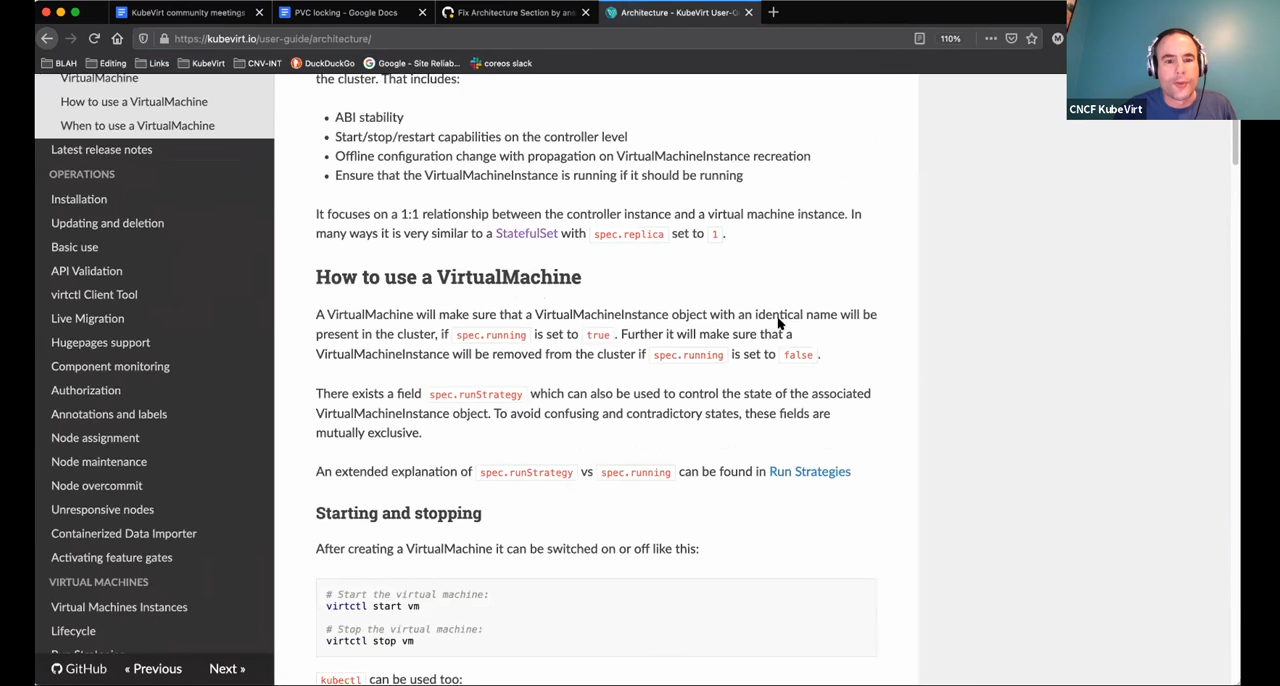 KubeVirt community meetings
PVC locking - Google Docs
Fix Architecture Section by an
Architecture - KubeVirt User-G
https://kubevirt.io/user-guide/architecture/
110%
BLAH
Editing
Links
KubeVirt
CNV-INT
DuckDuckGo
Google - Site Reliab...
coreos slack
CNCF KubeVirt
VirtualMachine
How to use a VirtualMachine
When to use a VirtualMachine
Latest release notes
OPERATIONS
Installation
Updating and deletion
Basic use
API Validation
virtctl Client Tool
Live Migration
Hugepages support
Component monitoring
Authorization
Annotations and labels
Node assignment
Node maintenance
Node overcommit
Unresponsive nodes
Containerized Data Importer
Activating feature gates
VIRTUAL MACHINES
Virtual Machines Instances
Lifecycle
Run Strategies
GitHub
« Previous
Next »
the cluster. That includes:
• ABI stability
• Start/stop/restart capabilities on the controller level
• Offline configuration change with propagation on VirtualMachineInstance recreation
• Ensure that the VirtualMachineInstance is running if it should be running
It focuses on a 1:1 relationship between the controller instance and a virtual machine instance. In
many ways it is very similar to a StatefulSet with spec.replica set to 1 .
How to use a VirtualMachine
A VirtualMachine will make sure that a VirtualMachineInstance object with an identical name will be
present in the cluster, if spec.running is set to true . Further it will make sure that a
VirtualMachineInstance will be removed from the cluster if spec.running is set to false .
There exists a field spec.runStrategy which can also be used to control the state of the associated
VirtualMachineInstance object. To avoid confusing and contradictory states, these fields are
mutually exclusive.
An extended explanation of spec.runStrategy vs spec.running can be found in Run Strategies
Starting and stopping
After creating a VirtualMachine it can be switched on or off like this:
# Start the virtual machine:
virtctl start vm
# Stop the virtual machine:
virtctl stop vm
kubectl can be used too: